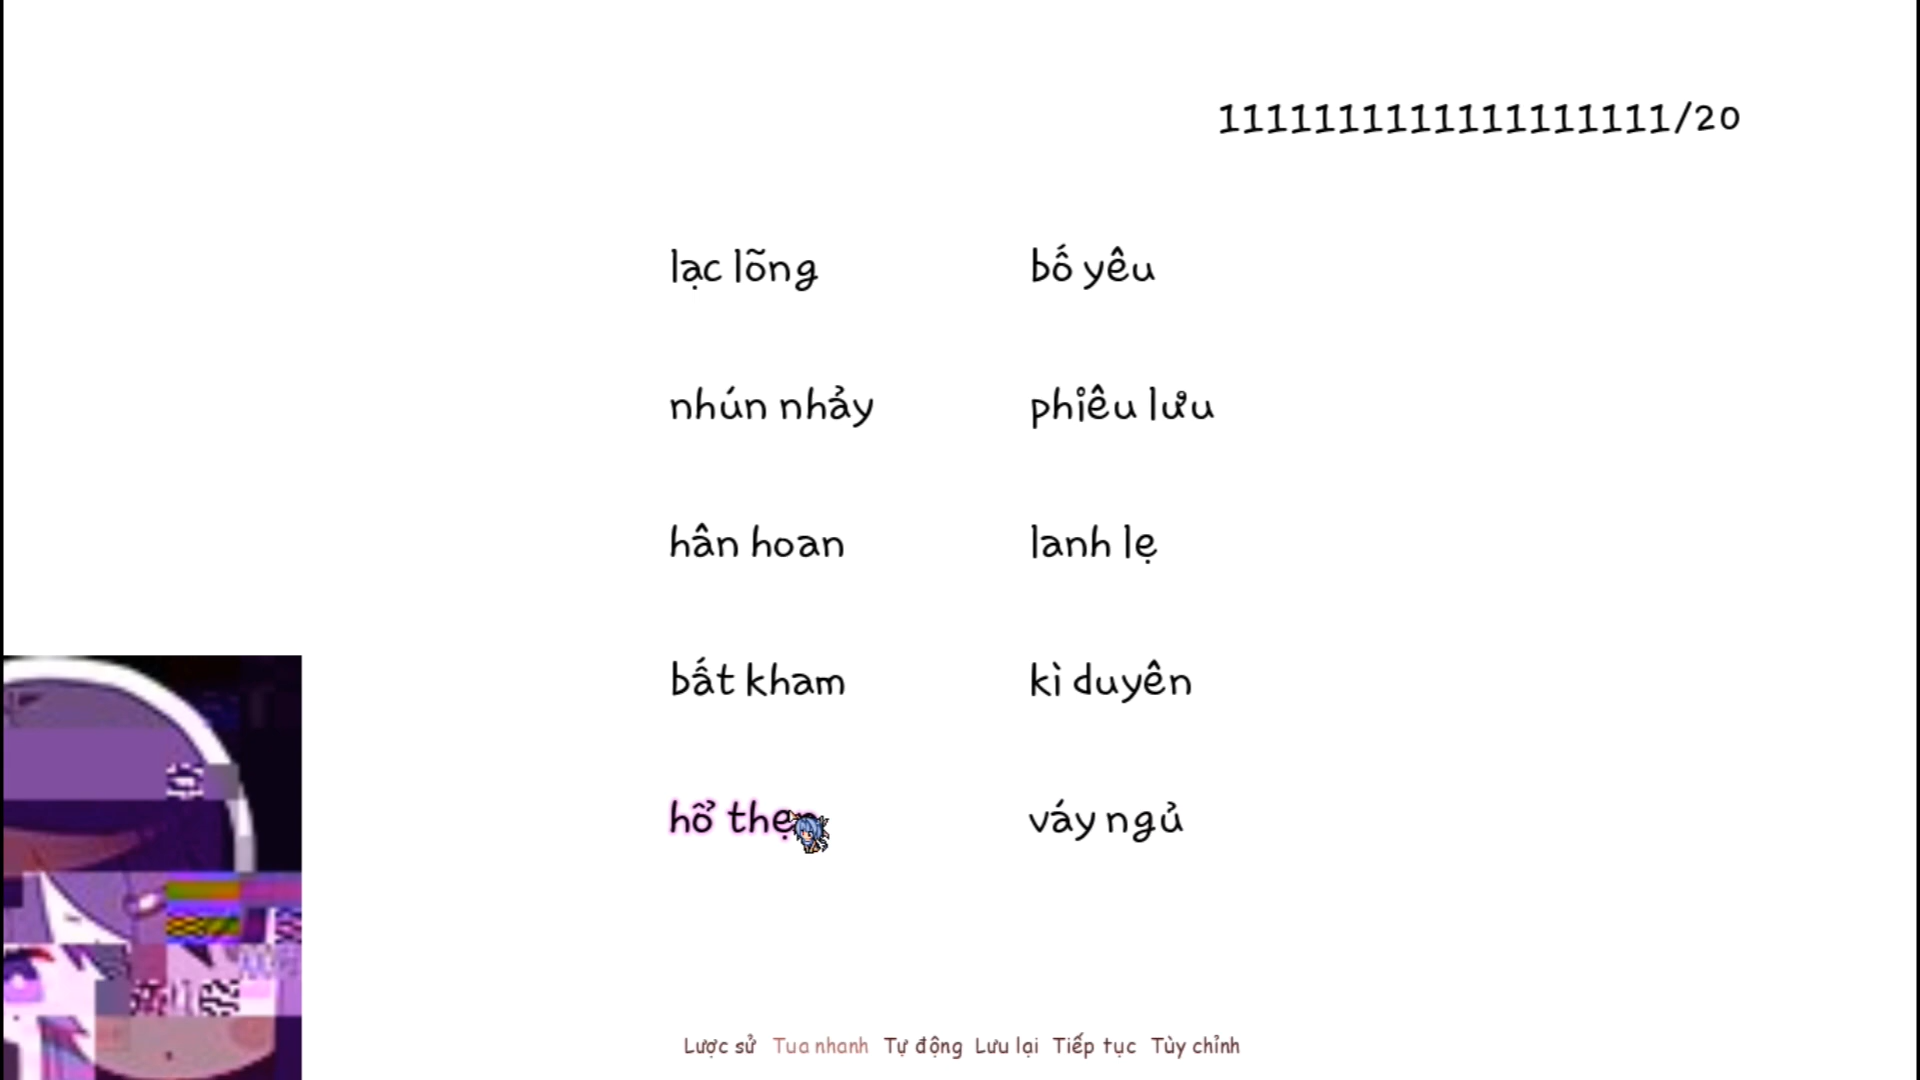 1111111111111111111/20
lạc lõng bố yêu
nhún nhảy phiêu lưu
hân hoan lanh lẹ
bất kham kì duyên
hổ thẹn váy ngủ
Lược sử Tua nhanh Tự động Lưu lại Tiếp tục Tùy chỉnh